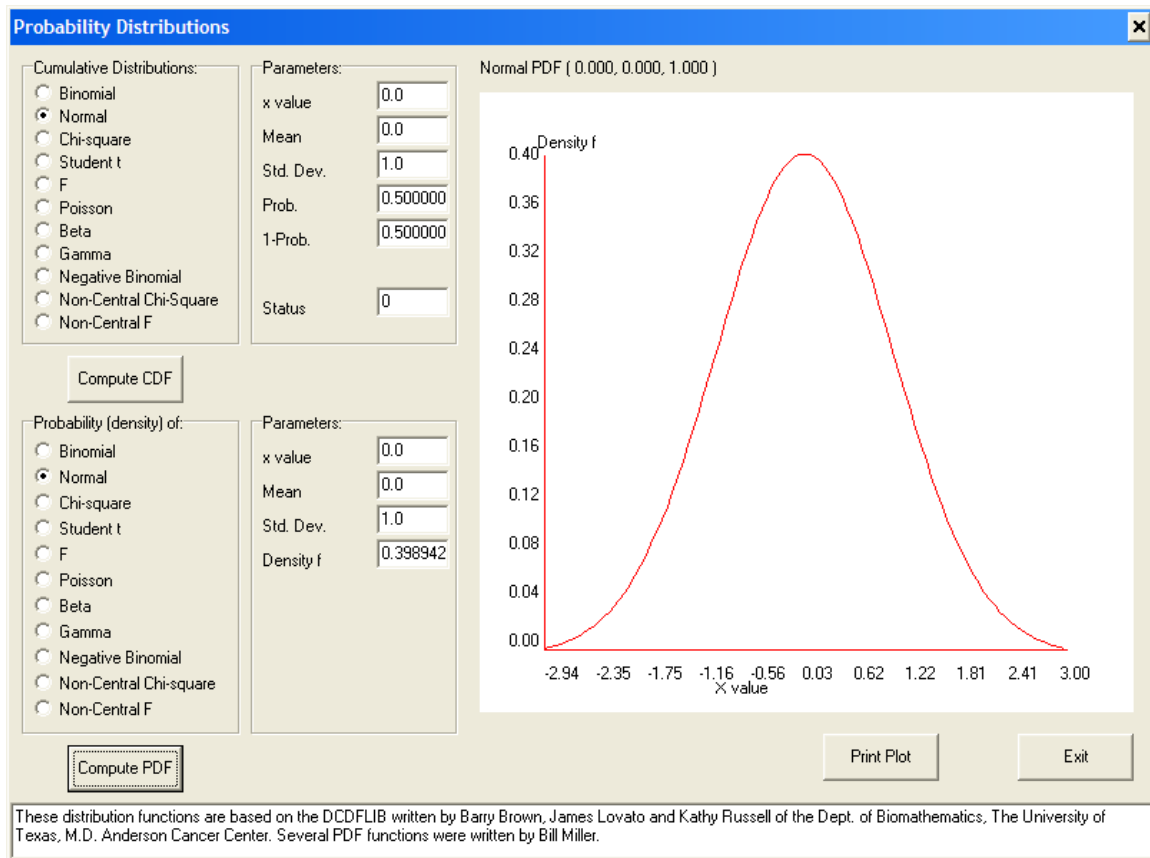 Probability Distributions
Cumulative Distributions:
Binomial
Normal
Chi-square
Student t
F
Poisson
Beta
Gamma
Negative Binomial
Non-Central Chi-Square
Non-Central F
Parameters:
x value 0.0
Mean 0.0
Std. Dev. 1.0
Prob. 0.500000
1-Prob. 0.500000
Status 0
Compute CDF
Probability (density) of:
Binomial
Normal
Chi-square
Student t
F
Poisson
Beta
Gamma
Negative Binomial
Non-Central Chi-square
Non-Central F
Parameters:
x value 0.0
Mean 0.0
Std. Dev. 1.0
Density f 0.398942
Compute PDF
Normal PDF ( 0.000, 0.000, 1.000 )
Density f
0.40
0.36
0.32
0.28
0.24
0.20
0.16
0.12
0.08
0.04
0.00
-2.94 -2.35 -1.75 -1.16 -0.56 0.03 0.62 1.22 1.81 2.41 3.00
X value
Print Plot
Exit
These distribution functions are based on the DCDFLIB written by Barry Brown, James Lovato and Kathy Russell of the Dept. of Biomathematics, The University of
Texas, M.D. Anderson Cancer Center. Several PDF functions were written by Bill Miller.